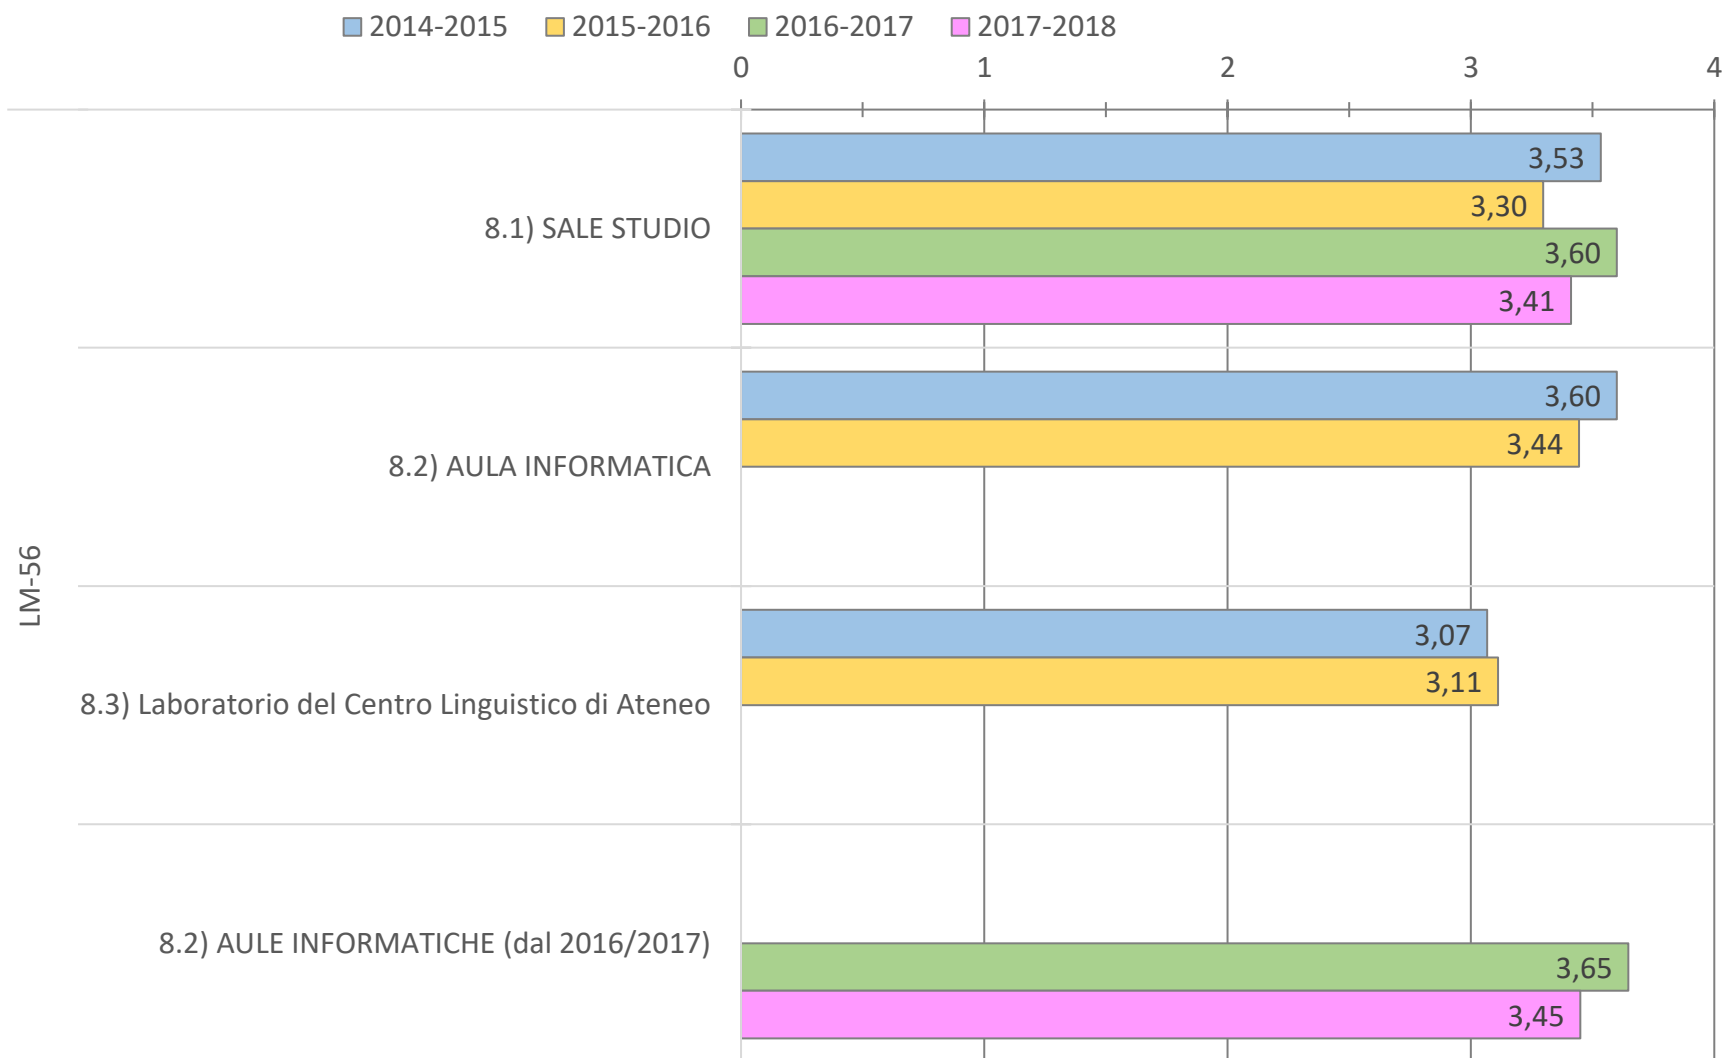 2014-2015 2015-2016 2016-2017 2017-2018
0 1 2 3 4
LM-56
8.1) SALE STUDIO
3,53
3,30
3,60
3,41
8.2) AULA INFORMATICA
3,60
3,44
8.3) Laboratorio del Centro Linguistico di Ateneo
3,07
3,11
8.2) AULE INFORMATICHE (dal 2016/2017)
3,65
3,45